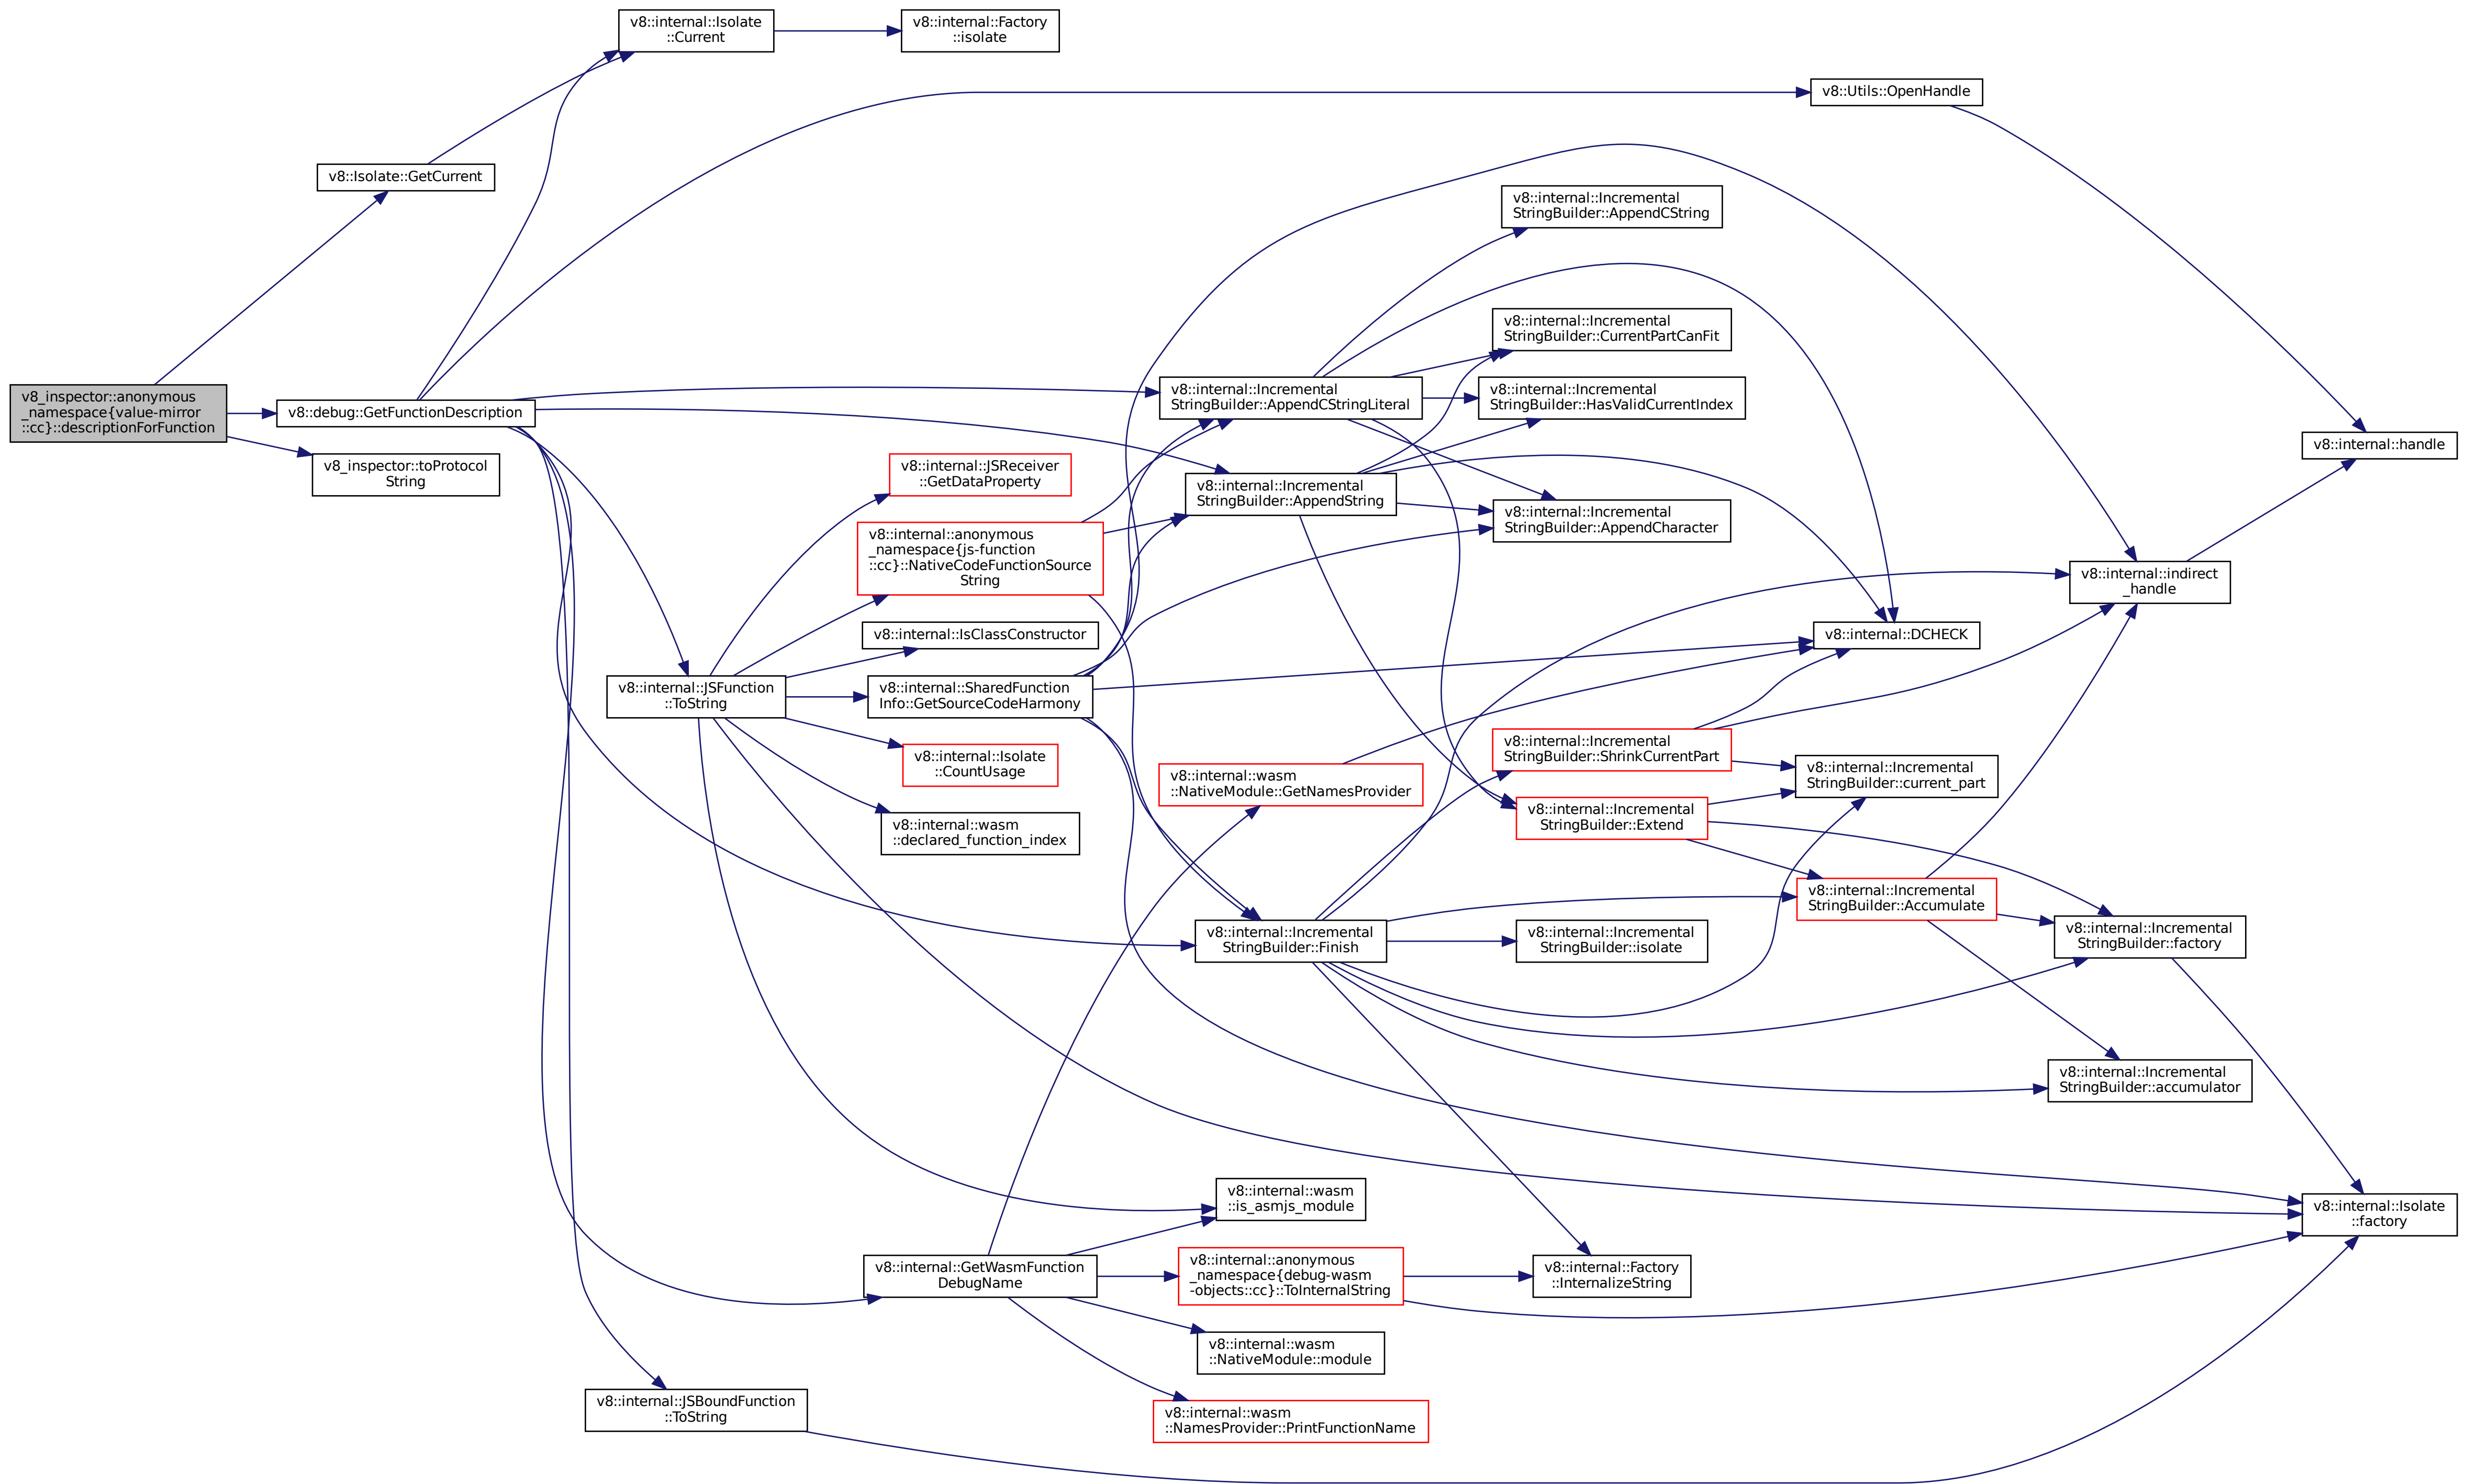 v8::internal::Isolate
::Current
v8::internal::Factory
::isolate
v8::Utils::OpenHandle
v8::Isolate::GetCurrent
v8::internal::Incremental
StringBuilder::AppendCString
v8::internal::Incremental
StringBuilder::CurrentPartCanFit
v8_inspector::anonymous
_namespace{value-mirror
::cc}::descriptionForFunction
v8::debug::GetFunctionDescription
v8::internal::Incremental
StringBuilder::AppendCStringLiteral
v8::internal::Incremental
StringBuilder::HasValidCurrentIndex
v8::internal::handle
v8_inspector::toProtocol
String
v8::internal::JSReceiver
::GetDataProperty
v8::internal::Incremental
StringBuilder::AppendString
v8::internal::Incremental
StringBuilder::AppendCharacter
v8::internal::anonymous
_namespace{js-function
::cc}::NativeCodeFunctionSource
String
v8::internal::indirect
_handle
v8::internal::IsClassConstructor
v8::internal::DCHECK
v8::internal::JSFunction
::ToString
v8::internal::SharedFunction
Info::GetSourceCodeHarmony
v8::internal::Isolate
::CountUsage
v8::internal::Incremental
StringBuilder::ShrinkCurrentPart
v8::internal::wasm
::NativeModule::GetNamesProvider
v8::internal::Incremental
StringBuilder::current_part
v8::internal::wasm
::declared_function_index
v8::internal::Incremental
StringBuilder::Extend
v8::internal::Incremental
StringBuilder::Accumulate
v8::internal::Incremental
StringBuilder::Finish
v8::internal::Incremental
StringBuilder::isolate
v8::internal::Incremental
StringBuilder::factory
v8::internal::Incremental
StringBuilder::accumulator
v8::internal::wasm
::is_asmjs_module
v8::internal::Isolate
::factory
v8::internal::GetWasmFunction
DebugName
v8::internal::anonymous
_namespace{debug-wasm
-objects::cc}::ToInternalString
v8::internal::Factory
::InternalizeString
v8::internal::wasm
::NativeModule::module
v8::internal::JSBoundFunction
::ToString
v8::internal::wasm
::NamesProvider::PrintFunctionName